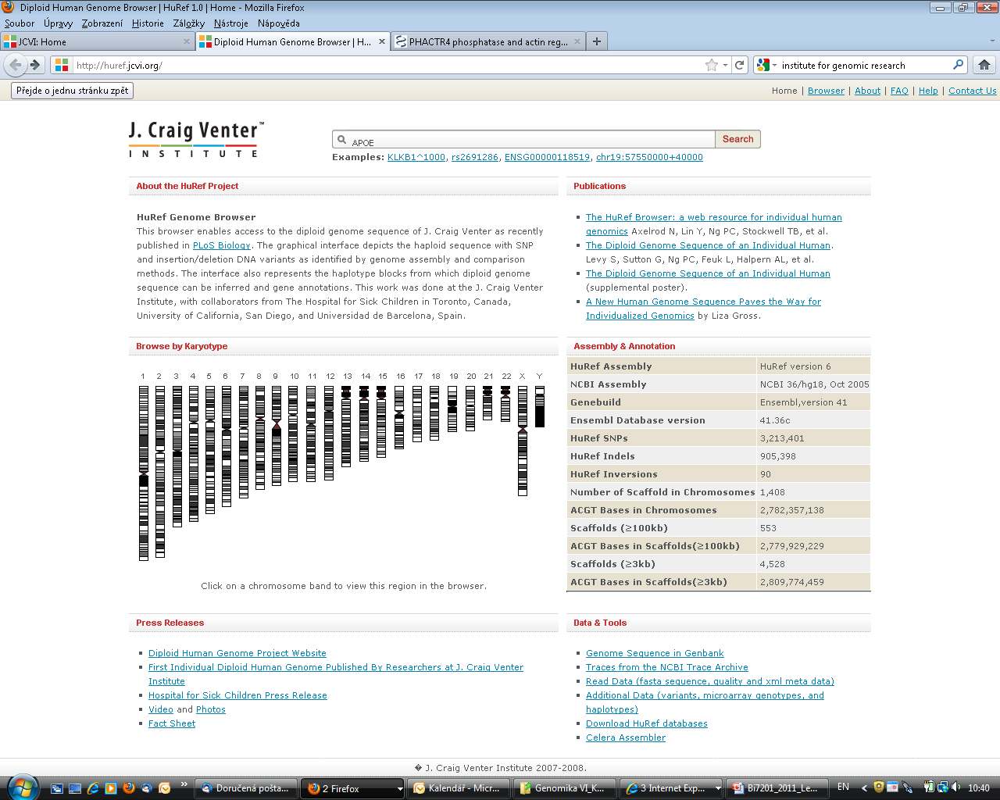 Diploid Human Genome Browser | HuRef 1.0 | Home - Mozilla Firefox
Soubor Úpravy Zobrazení Historie Záložky Nástroje Nápověda
JCVI: Home
Diploid Human Genome Browser | H...
PHACTR4 phosphatase and actin reg...
http://huref.jcvi.org/
institute for genomic research
Přejde o jednu stránku zpět
Home | Browser | About | FAQ | Help | Contact Us
J. Craig Venter™
INSTITUTE
APOE
Search
Examples: KLKB1^1000, rs2691286, ENSG00000118519, chr19:57550000+40000
About the HuRef Project
HuRef Genome Browser
This browser enables access to the diploid genome sequence of J. Craig Venter as recently
published in PLoS Biology. The graphical interface depicts the haploid sequence with SNP
and insertion/deletion DNA variants as identified by genome assembly and comparison
methods. The interface also represents the haplotype blocks from which diploid genome
sequence can be inferred and gene annotations. This work was done at the J. Craig Venter
Institute, with collaborators from The Hospital for Sick Children in Toronto, Canada,
University of California, San Diego, and Universidad de Barcelona, Spain.
Publications
The HuRef Browser: a web resource for individual human
genomics Axelrod N, Lin Y, Ng PC, Stockwell TB, et al.
The Diploid Genome Sequence of an Individual Human.
Levy S, Sutton G, Ng PC, Feuk L, Halpern AL, et al.
The Diploid Genome Sequence of an Individual Human
(supplemental poster).
A New Human Genome Sequence Paves the Way for
Individualized Genomics by Liza Gross.
Browse by Karyotype
1 2 3 4 5 6 7 8 9 10 11 12 13 14 15 16 17 18 19 20 21 22 X Y
Click on a chromosome band to view this region in the browser.
Assembly & Annotation
HuRef Assembly HuRef version 6
NCBI Assembly NCBI 36/hg18, Oct 2005
Genebuild Ensembl,version 41
Ensembl Database version 41.36c
HuRef SNPs 3,213,401
HuRef Indels 905,398
HuRef Inversions 90
Number of Scaffold in Chromosomes 1,408
ACGT Bases in Chromosomes 2,782,357,138
Scaffolds (≥100kb) 553
ACGT Bases in Scaffolds(≥100kb) 2,779,929,229
Scaffolds (≥3kb) 4,528
ACGT Bases in Scaffolds(≥3kb) 2,809,774,459
Press Releases
Diploid Human Genome Project Website
First Individual Diploid Human Genome Published By Researchers at J. Craig Venter
Institute
Hospital for Sick Children Press Release
Video and Photos
Fact Sheet
Data & Tools
Genome Sequence in Genbank
Traces from the NCBI Trace Archive
Read Data (fasta sequence, quality and xml meta data)
Additional Data (variants, microarray genotypes, and
haplotypes)
Download HuRef databases
Celera Assembler
� J. Craig Venter Institute 2007-2008.
»
Doručená pošta...
2 Firefox
Kalendář - Micr...
Genomika VI_K...
3 Internet Exp...
Bi7201_2011_Le...
EN
10:40